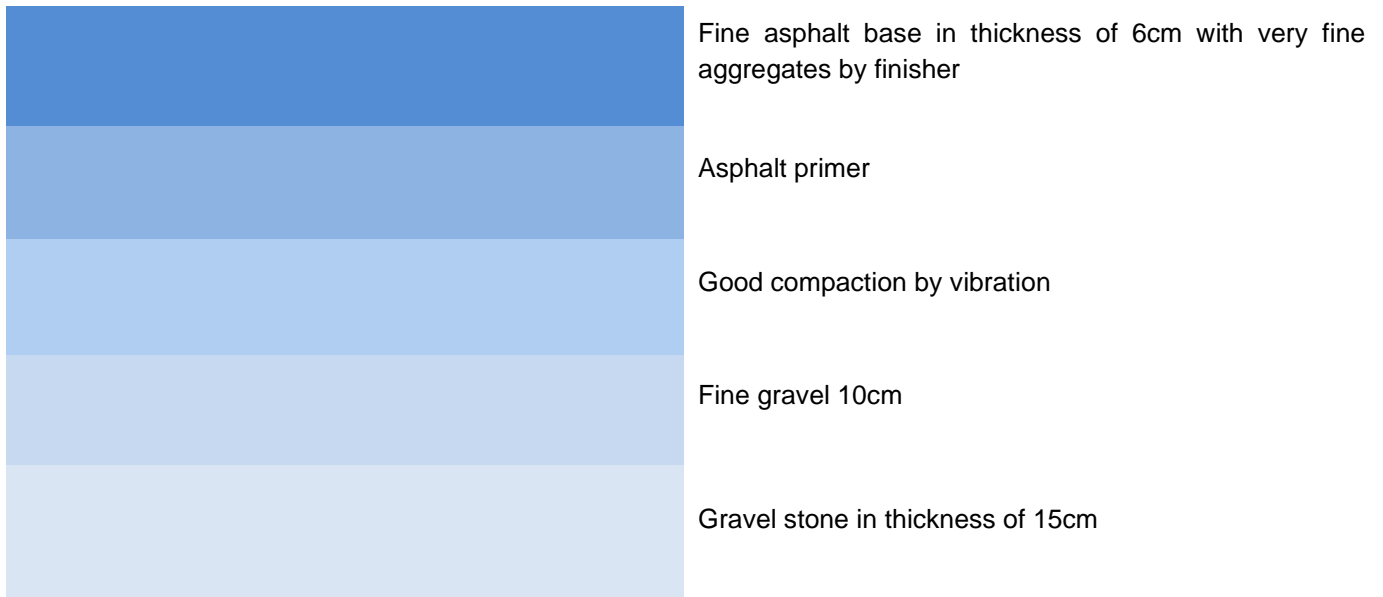 Fine asphalt base in thickness of 6cm with very fine
aggregates by finisher
Asphalt primer
Good compaction by vibration
Fine gravel 10cm
Gravel stone in thickness of 15cm